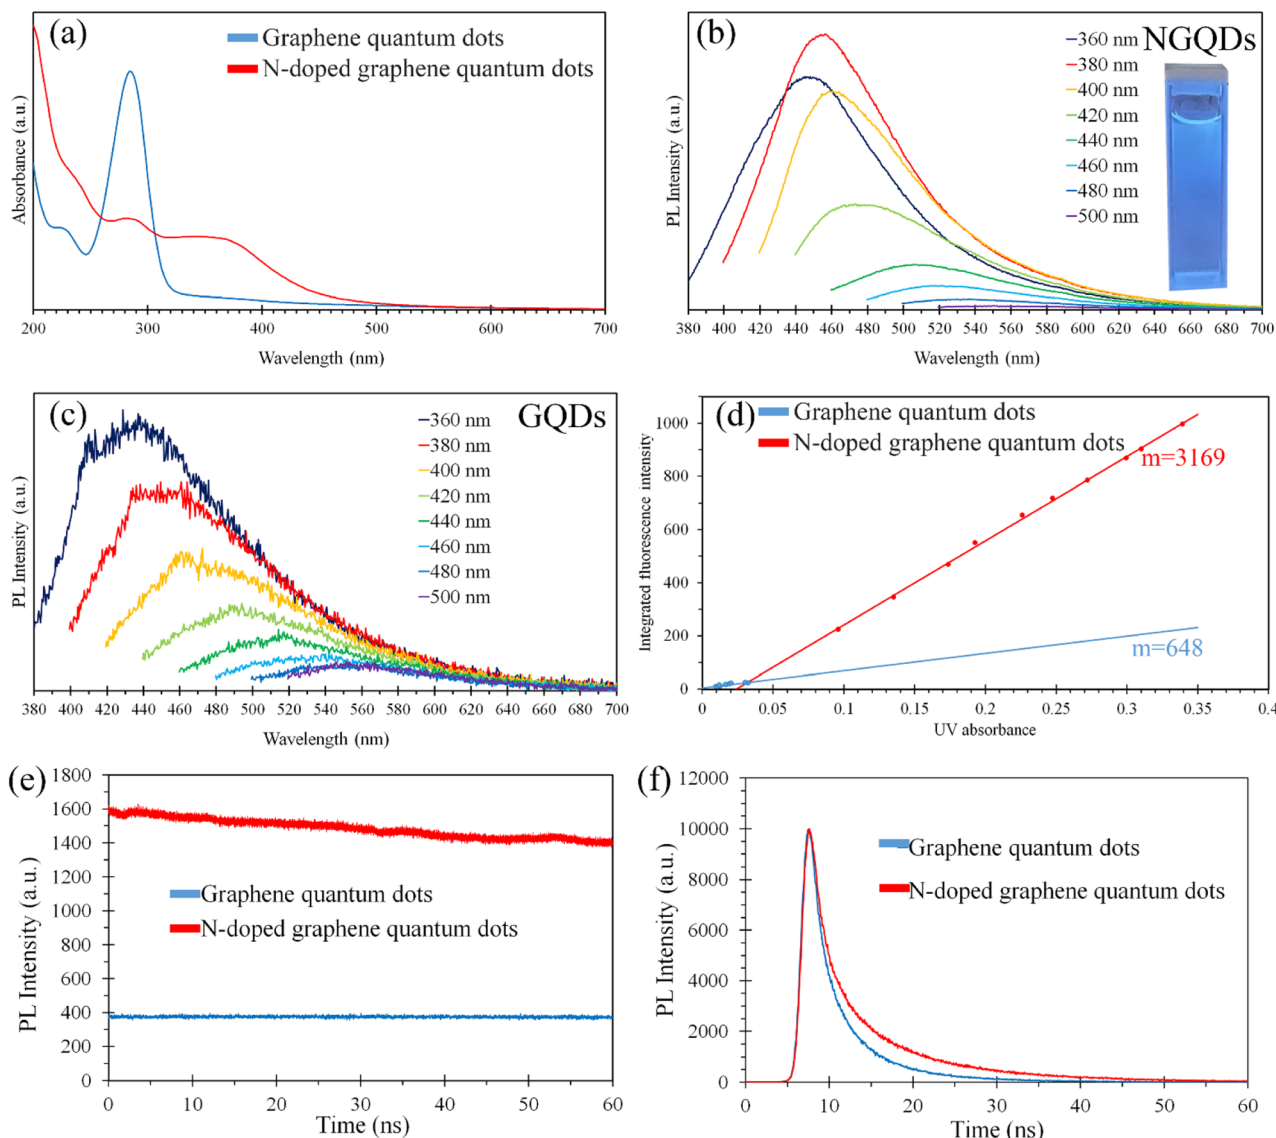 (a)
Graphene quantum dots
N-doped graphene quantum dots
Absorbance (a.u.)
200 300 400 500 600 700
Wavelength (nm)
(b)
NGQDs
360 nm
380 nm
400 nm
420 nm
440 nm
460 nm
480 nm
500 nm
PL Intensity (a.u.)
380 400 420 440 460 480 500 520 540 560 580 600 620 640 660 680 700
Wavelength (nm)
(c)
GQDs
360 nm
380 nm
400 nm
420 nm
440 nm
460 nm
480 nm
500 nm
PL Intensity (a.u.)
380 400 420 440 460 480 500 520 540 560 580 600 620 640 660 680 700
Wavelength (nm)
(d)
Graphene quantum dots
N-doped graphene quantum dots
m=3169
m=648
Integrated fluorescence intensity
1000
800
600
400
200
0
0 0.05 0.1 0.15 0.2 0.25 0.3 0.35 0.4
UV absorbance
(e)
Graphene quantum dots
N-doped graphene quantum dots
PL Intensity (a.u.)
1800
1600
1400
1200
1000
800
600
400
200
0
0 10 20 30 40 50 60
Time (ns)
(f)
Graphene quantum dots
N-doped graphene quantum dots
PL Intensity (a.u.)
12000
10000
8000
6000
4000
2000
0
0 10 20 30 40 50 60
Time (ns)